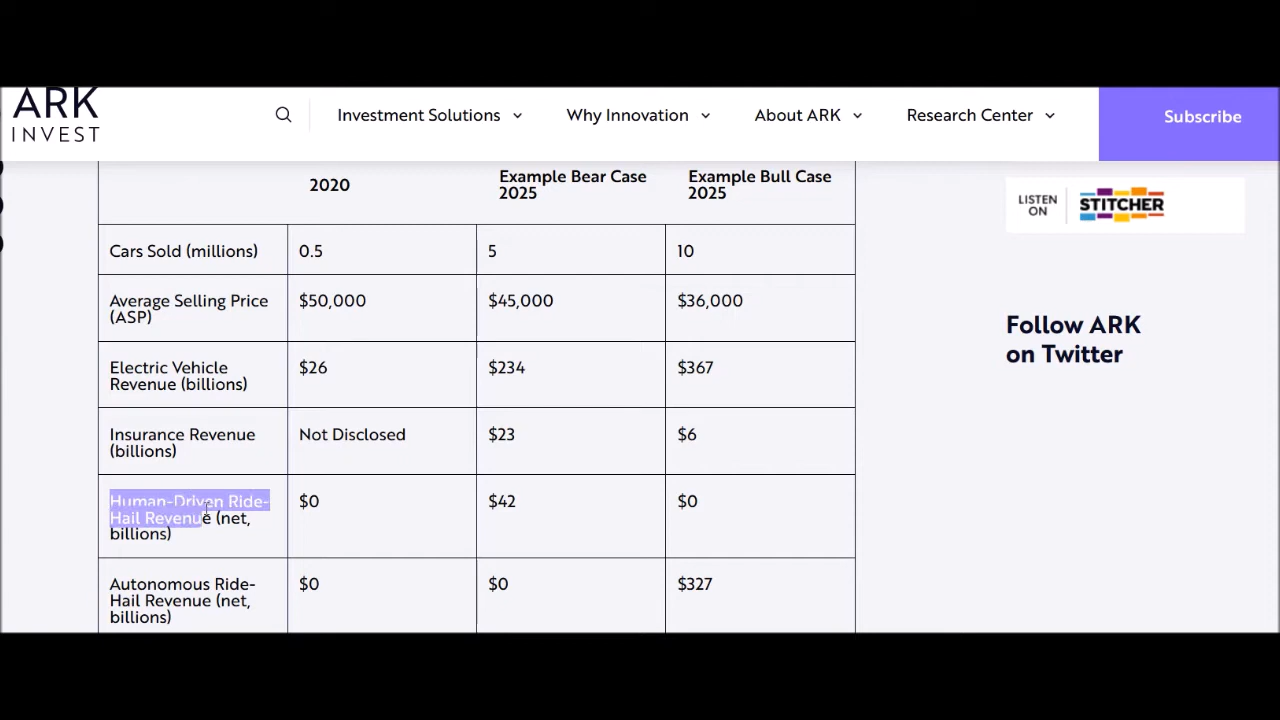 ARK
INVEST
Investment Solutions
Why Innovation
About ARK
Research Center
Subscribe
2020
Example Bear Case
2025
Example Bull Case
2025
Cars Sold (millions)
0.5
5
10
Average Selling Price
(ASP)
$50,000
$45,000
$36,000
Electric Vehicle
Revenue (billions)
$26
$234
$367
Insurance Revenue
(billions)
Not Disclosed
$23
$6
Human-Driven Ride-
Hail Revenue (net,
billions)
$0
$42
$0
Autonomous Ride-
Hail Revenue (net,
billions)
$0
$0
$327
LISTEN
ON
STITCHER
Follow ARK
on Twitter